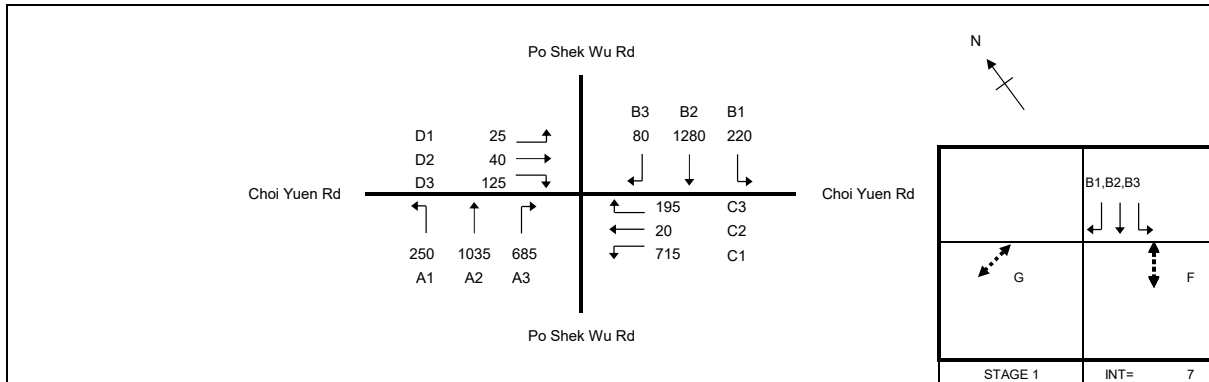 Po Shek Wu Rd
N
B3 B2 B1
D1 25 80 1280 220
D2 40
D3 125
B1,B2,B3
Choi Yuen Rd Choi Yuen Rd
195 C3
20 C2
250 1035 685 715 C1
A1 A2 A3
G F
Po Shek Wu Rd
STAGE 1 INT= 7